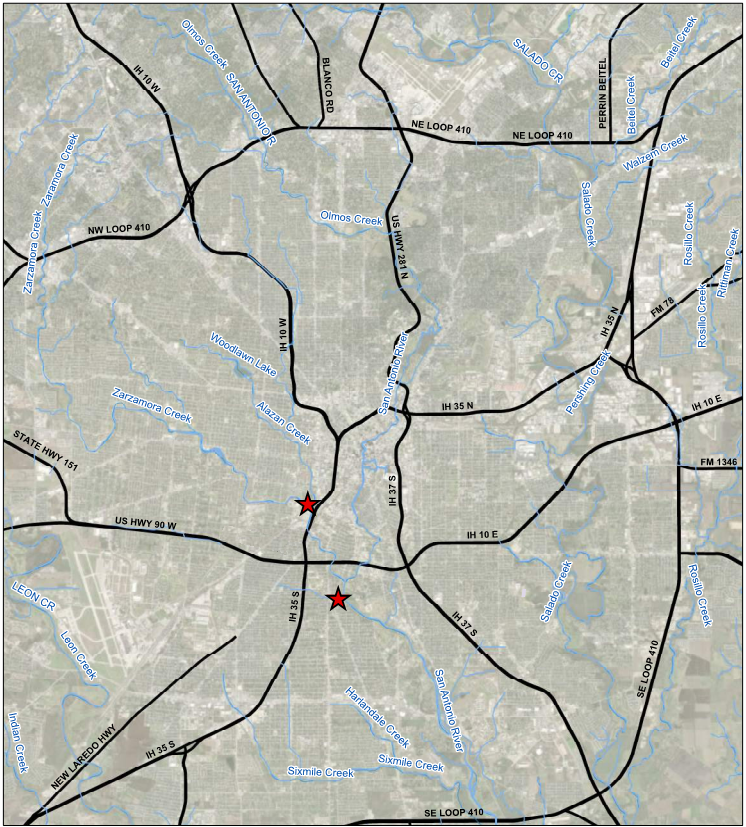 Olmos Creek
SALADO CR
Beitel Creek
IH 10 W
SAN ANTONIO R
BLANCO RD
PERRIN BEITEL
Beitel Creek
NE LOOP 410
NE LOOP 410
Walzem Creek
Zaramora Creek
Salado Creek
Olmos Creek
Rosillo Creek
NW LOOP 410
US HWY 281 N
Zarzamora Creek
Rittiman Creek
Rosillo Creek
FM 78
IH 35 N
IH 10 W
Woodlawn Lake
San Antonio River
Pershing Creek
Zarzamora Creek
Alazan Creek
IH 35 N
IH 10 E
STATE HWY 151
FM 1346
IH 37 S
US HWY 90 W
IH 10 E
LEON CR
Salado Creek
Rosillo Creek
IH 35 S
IH 37 S
Leon Creek
SE LOOP 410
San Antonio River
Harlandale Creek
Indian Creek
NEW LAREDO HWY
IH 35 S
Sixmile Creek
Sixmile Creek
SE LOOP 410